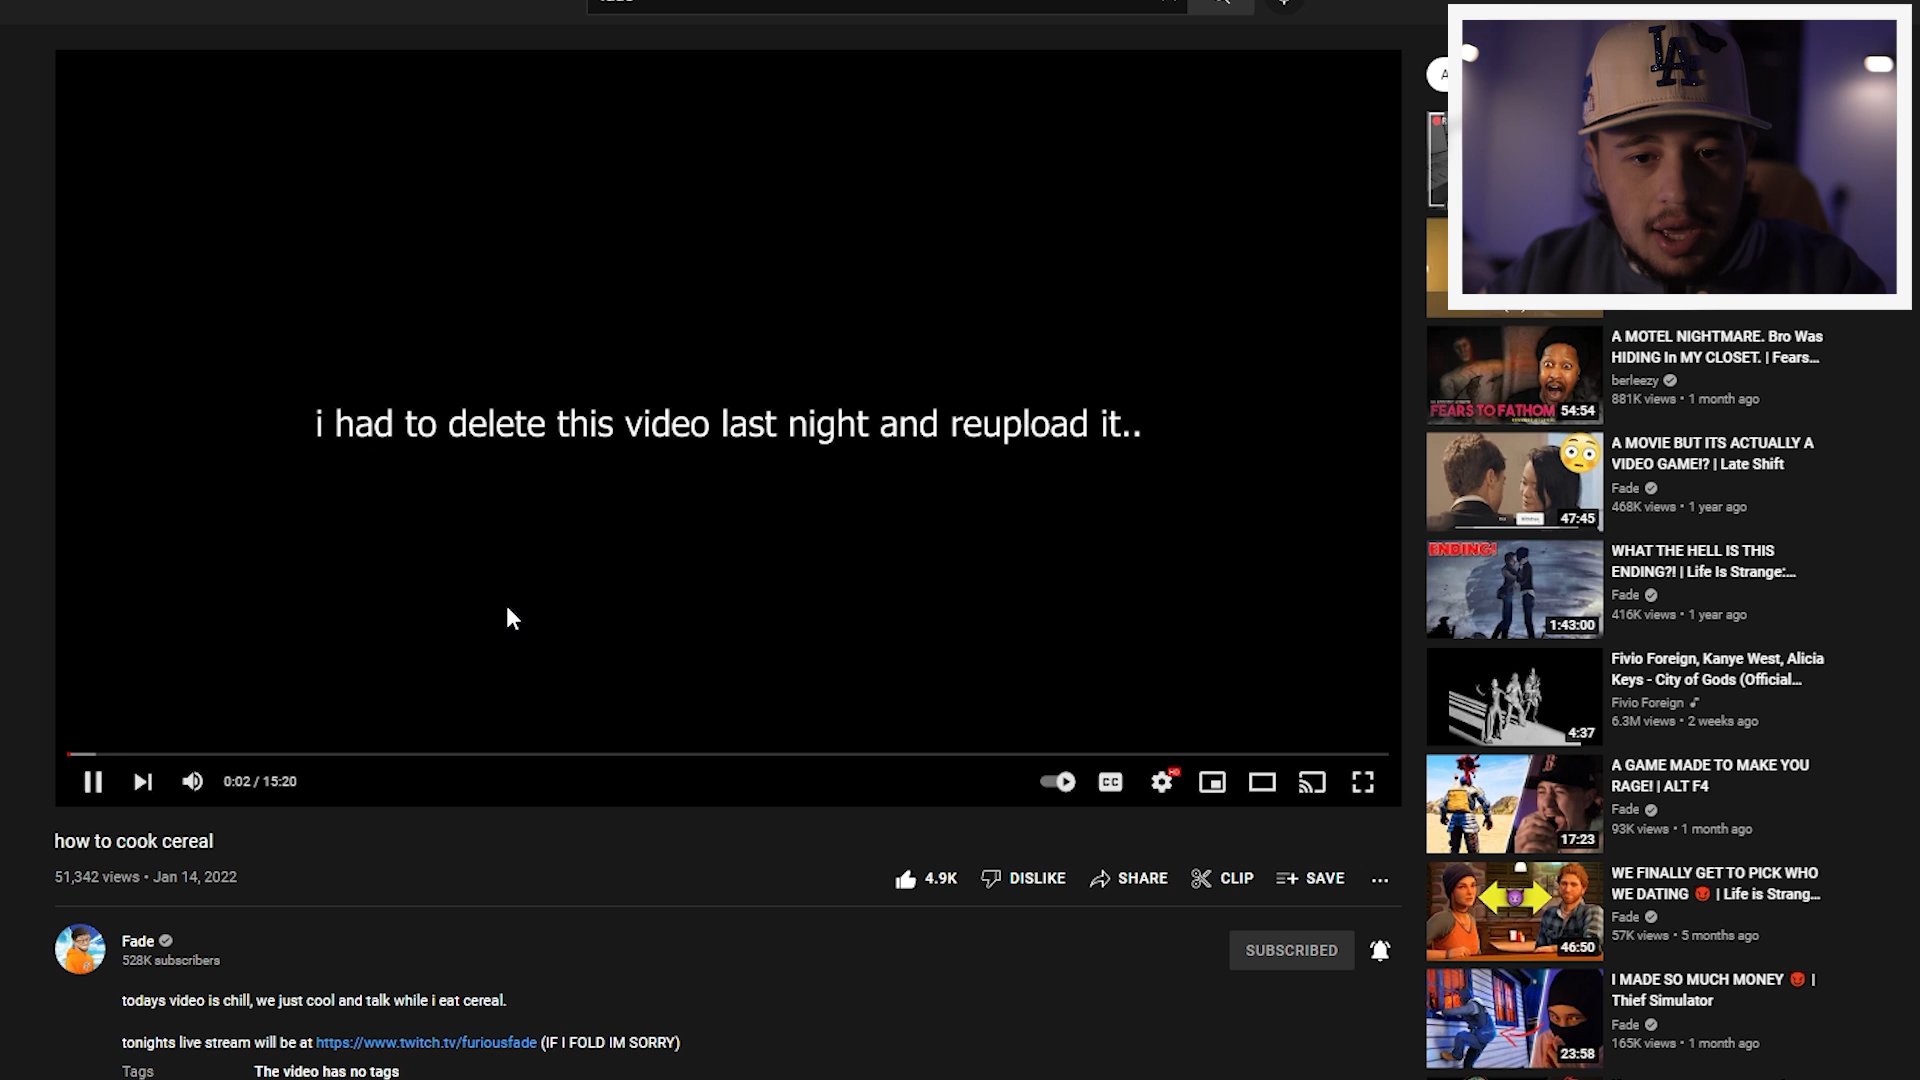 LA
i had to delete this video last night and reupload it..
0:02 / 15:20
CC
HD
how to cook cereal
51,342 views • Jan 14, 2022
4.9K
DISLIKE
SHARE
CLIP
SAVE
Fade
528K subscribers
SUBSCRIBED
todays video is chill, we just cool and talk while i eat cereal.
tonights live stream will be at https://www.twitch.tv/furiousfade (IF I FOLD IM SORRY)
Tags The video has no tags
FEARS TO FATHOM
54:54
A MOTEL NIGHTMARE. Bro Was
HIDING In MY CLOSET. | Fears...
berleezy
881K views • 1 month ago
47:45
A MOVIE BUT ITS ACTUALLY A
VIDEO GAME!? | Late Shift
Fade
468K views • 1 year ago
ENDING!
1:43:00
WHAT THE HELL IS THIS
ENDING?! | Life Is Strange:...
Fade
416K views • 1 year ago
4:37
Fivio Foreign, Kanye West, Alicia
Keys - City of Gods (Official...
Fivio Foreign
6.3M views • 2 weeks ago
17:23
A GAME MADE TO MAKE YOU
RAGE! | ALT F4
Fade
93K views • 1 month ago
46:50
WE FINALLY GET TO PICK WHO
WE DATING 😈 | Life is Strang...
Fade
57K views • 5 months ago
23:58
I MADE SO MUCH MONEY 😈 |
Thief Simulator
Fade
165K views • 1 month ago